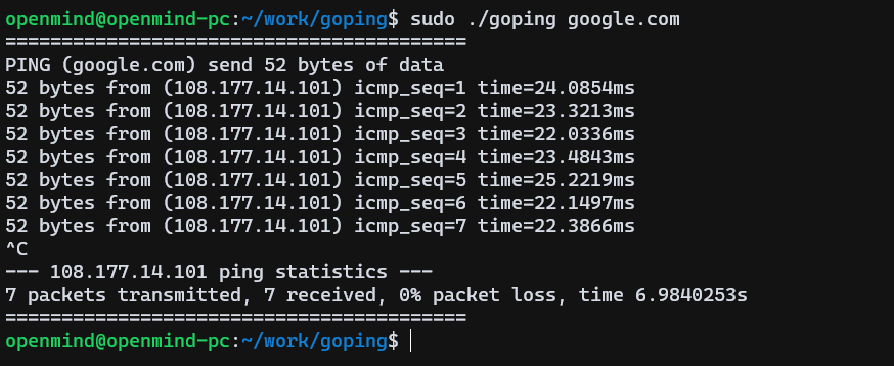 openmind@openmind-pc:~/work/goping$ sudo ./goping google.com
=========================================
PING (google.com) send 52 bytes of data
52 bytes from (108.177.14.101) icmp_seq=1 time=24.0854ms
52 bytes from (108.177.14.101) icmp_seq=2 time=23.3213ms
52 bytes from (108.177.14.101) icmp_seq=3 time=22.0336ms
52 bytes from (108.177.14.101) icmp_seq=4 time=23.4843ms
52 bytes from (108.177.14.101) icmp_seq=5 time=25.2219ms
52 bytes from (108.177.14.101) icmp_seq=6 time=22.1497ms
52 bytes from (108.177.14.101) icmp_seq=7 time=22.3866ms
^C
--- 108.177.14.101 ping statistics ---
7 packets transmitted, 7 received, 0% packet loss, time 6.9840253s
=========================================
openmind@openmind-pc:~/work/goping$